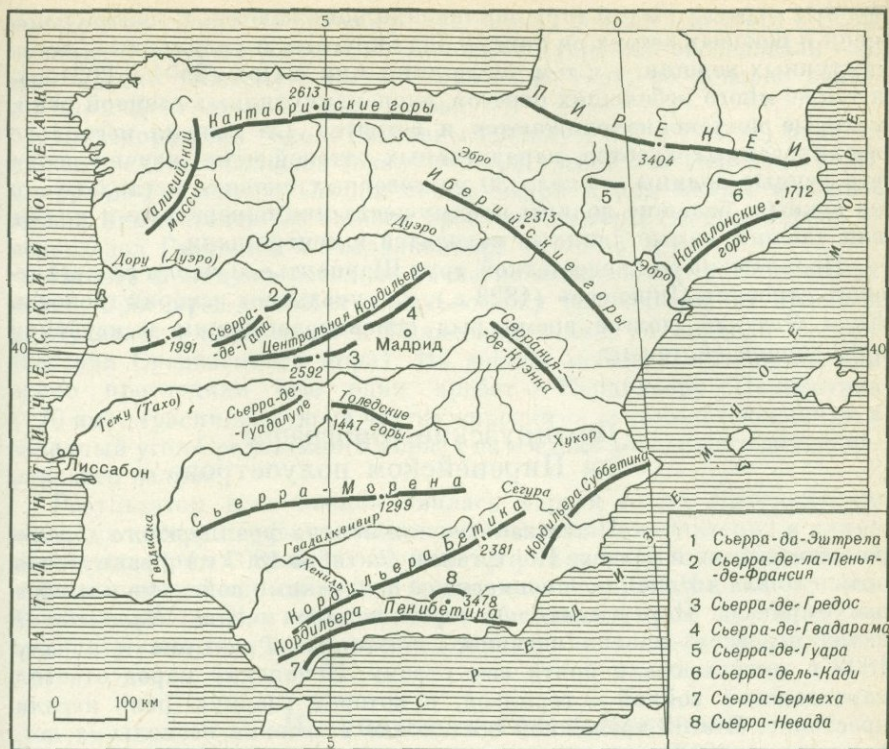 5
0
2613
Кантабрийские горы
ПИРЕНЕИ
3404
Галисийский
массив
Эбро
5
6
1712
Иберийские горы
2313
Каталонские
горы
Дору (Дуэро)
Дуэро
Эбро
1
1991
2
Сьерра-
де-Гата
Центральная Кордильера
4
3
2592
Мадрид
40
40
Серрания-
де-Куэнка
Тежу (Тахо)
Сьерра-де-
Гуадалупе
Толедские
горы
1447
Хукар
Лиссабон
Сьерра-Морена
1299
Сегура
Гвадиана
Гвадалквивир
Хениль
Кордильера Бетика
2381
Кордильера Суббетика
8
3478
Кордильера
Пенибетика
7
АТЛАНТИЧЕСКИЙ ОКЕАН
СРЕДИЗЕМНОЕ МОРЕ
0
100 км
5
1 Сьерра-да-Эштрела
2 Сьерра-де-ла-Пенья-
де-Франсия
3 Сьерра-де-Гредос
4 Сьерра-де-Гвадарама
5 Сьерра-де-Гуара
6 Сьерра-дель-Кади
7 Сьерра-Бермеха
8 Сьерра-Невада